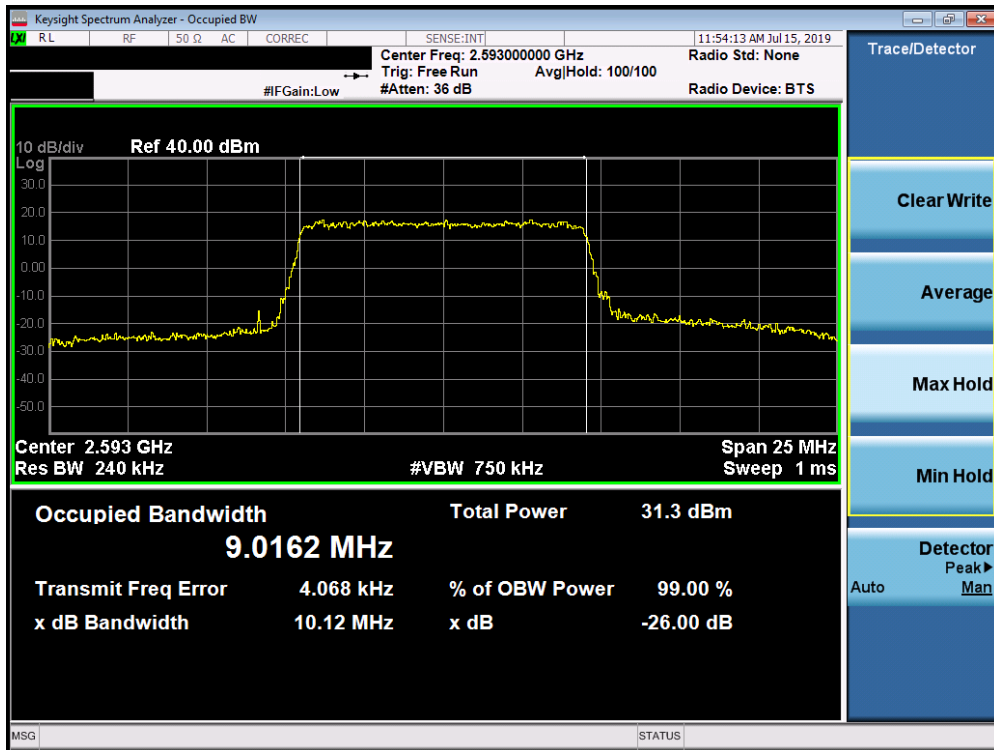 Keysight Spectrum Analyzer - Occupied BW
LXI RL RF 50 Ω AC CORREC SENSE:INT 11:54:13 AM Jul 15, 2019
Center Freq: 2.593000000 GHz Radio Std: None
Trig: Free Run Avg|Hold: 100/100
#IFGain:Low #Atten: 36 dB Radio Device: BTS
Trace/Detector
10 dB/div Ref 40.00 dBm
Log
30.0
20.0
10.0
0.00
-10.0
-20.0
-30.0
-40.0
-50.0
Center 2.593 GHz Span 25 MHz
Res BW 240 kHz #VBW 750 kHz Sweep 1 ms
Occupied Bandwidth Total Power 31.3 dBm
9.0162 MHz
Transmit Freq Error 4.068 kHz % of OBW Power 99.00 %
x dB Bandwidth 10.12 MHz x dB -26.00 dB
Clear Write
Average
Max Hold
Min Hold
Detector
Peak▶
Auto Man
MSG STATUS